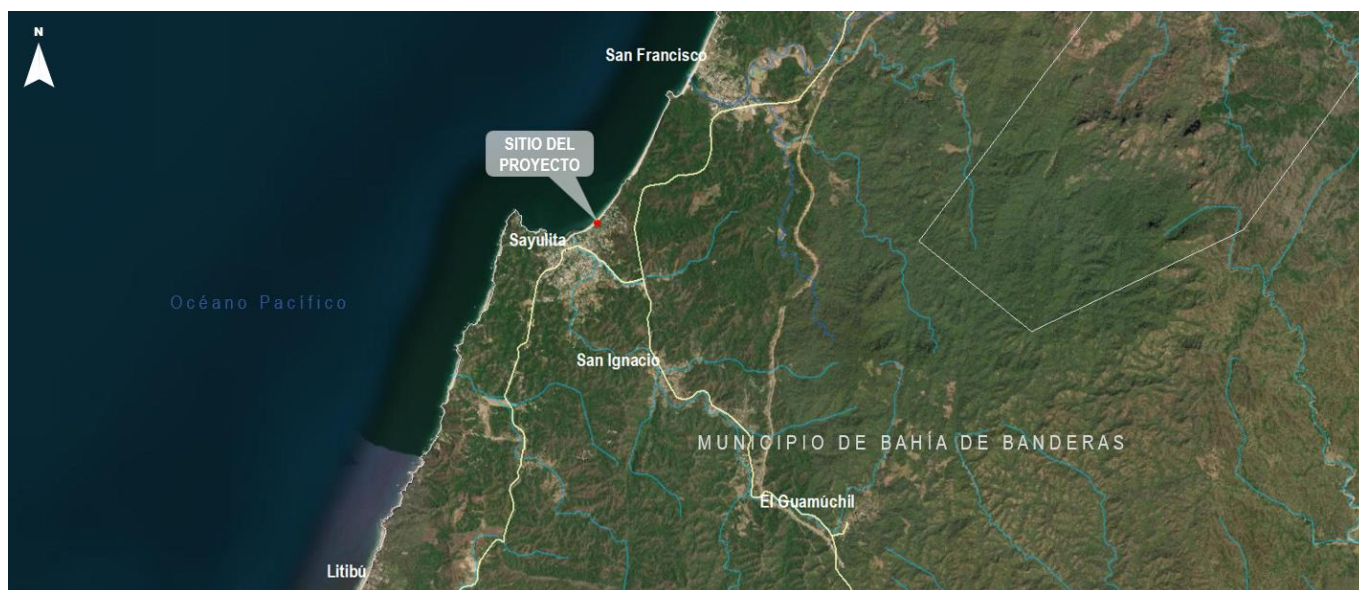 N
San Francisco
SITIO DEL
PROYECTO
Sayulita
Océano Pacífico
San Ignacio
MUNICIPIO DE BAHÍA DE BANDERAS
El Guamúchil
Litibú